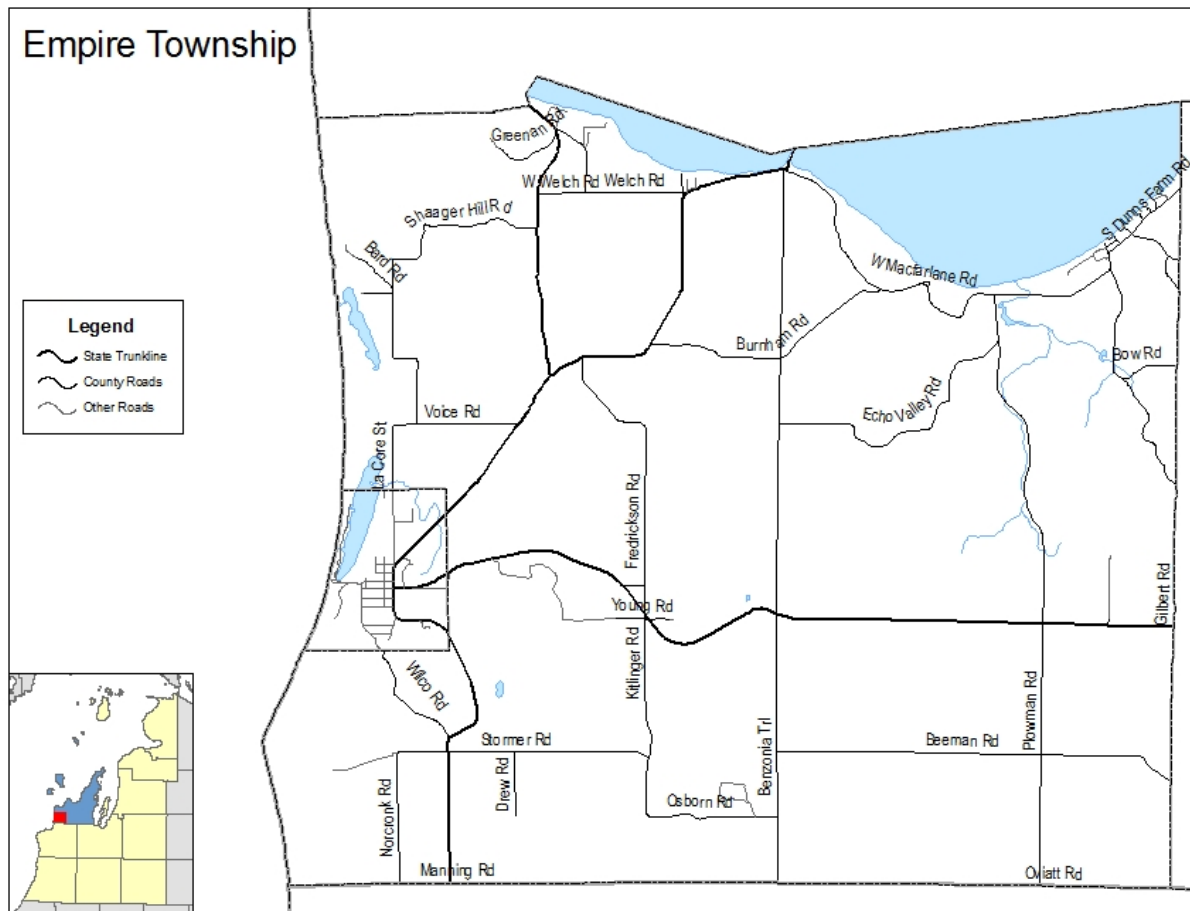 Empire Township
Greenan Rd
W Welch Rd
Welch Rd
S Dunns Farm Rd
Shaager Hill Rd
Bard Rd
W Macfarlane Rd
Legend
State Trunkline
County Roads
Other Roads
Burnham Rd
Bow Rd
Echo Valley Rd
Voice Rd
La Core St
Fredrickson Rd
Gilbert Rd
Young Rd
Kitlinger Rd
Wilco Rd
Plowman Rd
Stormer Rd
Beeman Rd
Benzonia Trl
Drew Rd
Norcronk Rd
Osborn Rd
Manning Rd
Oviatt Rd